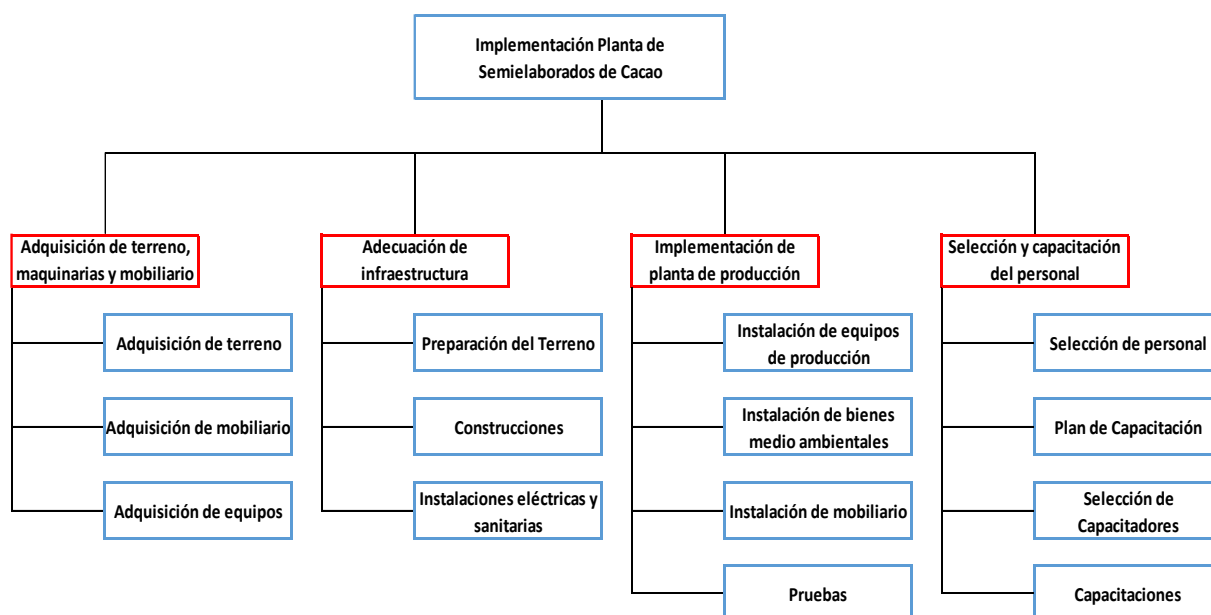 Implementación Planta de
Semielaborados de Cacao
Adquisición de terreno,
maquinarias y mobiliario
Adquisición de terreno
Adquisición de mobiliario
Adquisición de equipos
Adecuación de
infraestructura
Preparación del Terreno
Construcciones
Instalaciones eléctricas y
sanitarias
Implementación de
planta de producción
Instalación de equipos
de producción
Instalación de bienes
medio ambientales
Instalación de mobiliario
Pruebas
Selección y capacitación
del personal
Selección de personal
Plan de Capacitación
Selección de
Capacitadores
Capacitaciones